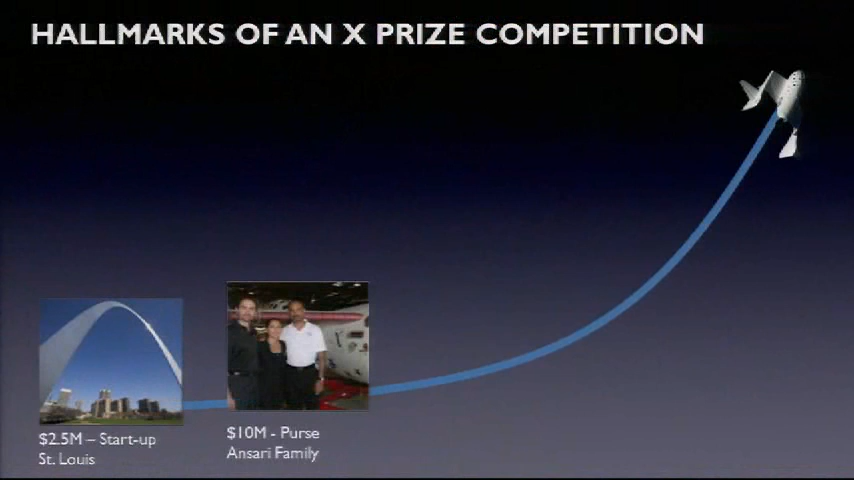 HALLMARKS OF AN X PRIZE COMPETITION
$2.5M – Start-up
St. Louis
$10M - Purse
Ansari Family